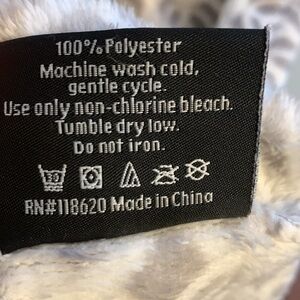 100% Polyester
Machine wash cold,
gentle cycle.
Use only non-chlorine bleach.
Tumble dry low.
Do not iron.
30
RN#118620 Made in China